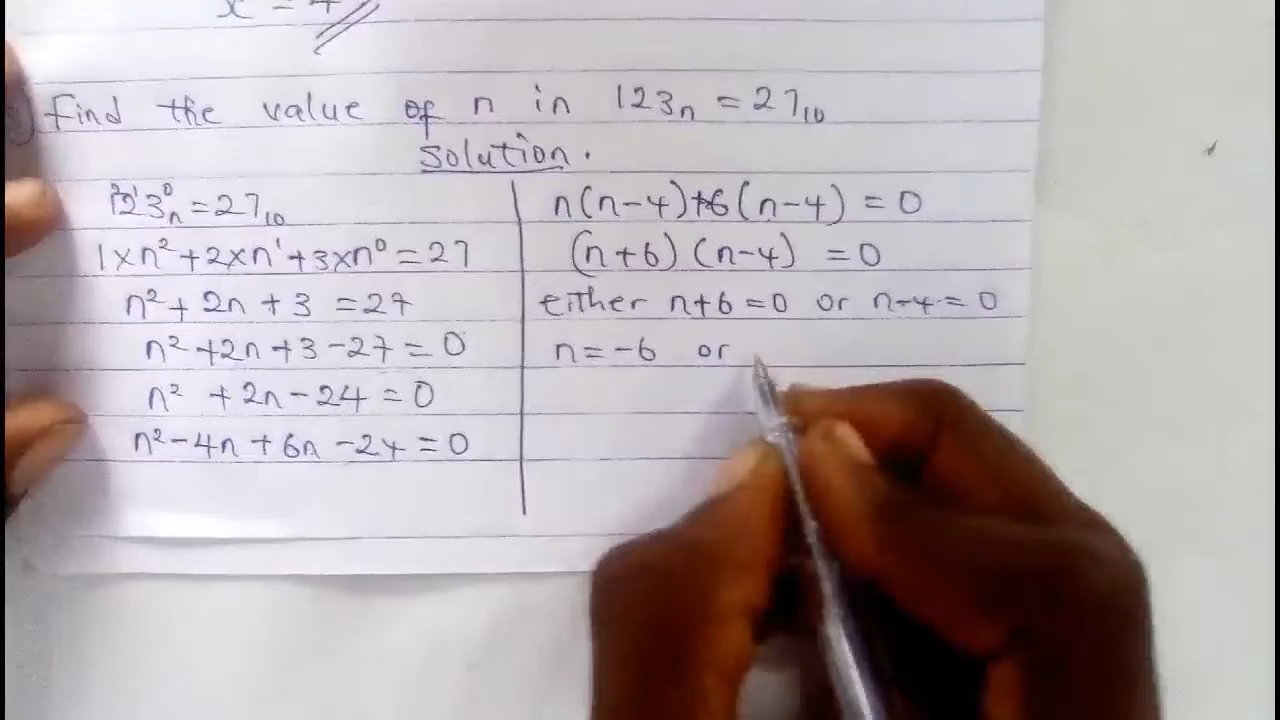 x = 4
Find the value of n in 123ₙ = 27₁₀
Solution.
1²2¹3⁰ₙ = 27₁₀
1×n² + 2×n¹ + 3×n⁰ = 27
n² + 2n + 3 = 27
n² + 2n + 3 - 27 = 0
n² + 2n - 24 = 0
n² - 4n + 6n - 24 = 0
n(n-4)+6(n-4) = 0
(n+6) (n-4) = 0
either n+6 = 0 or n-4 = 0
n = -6 or